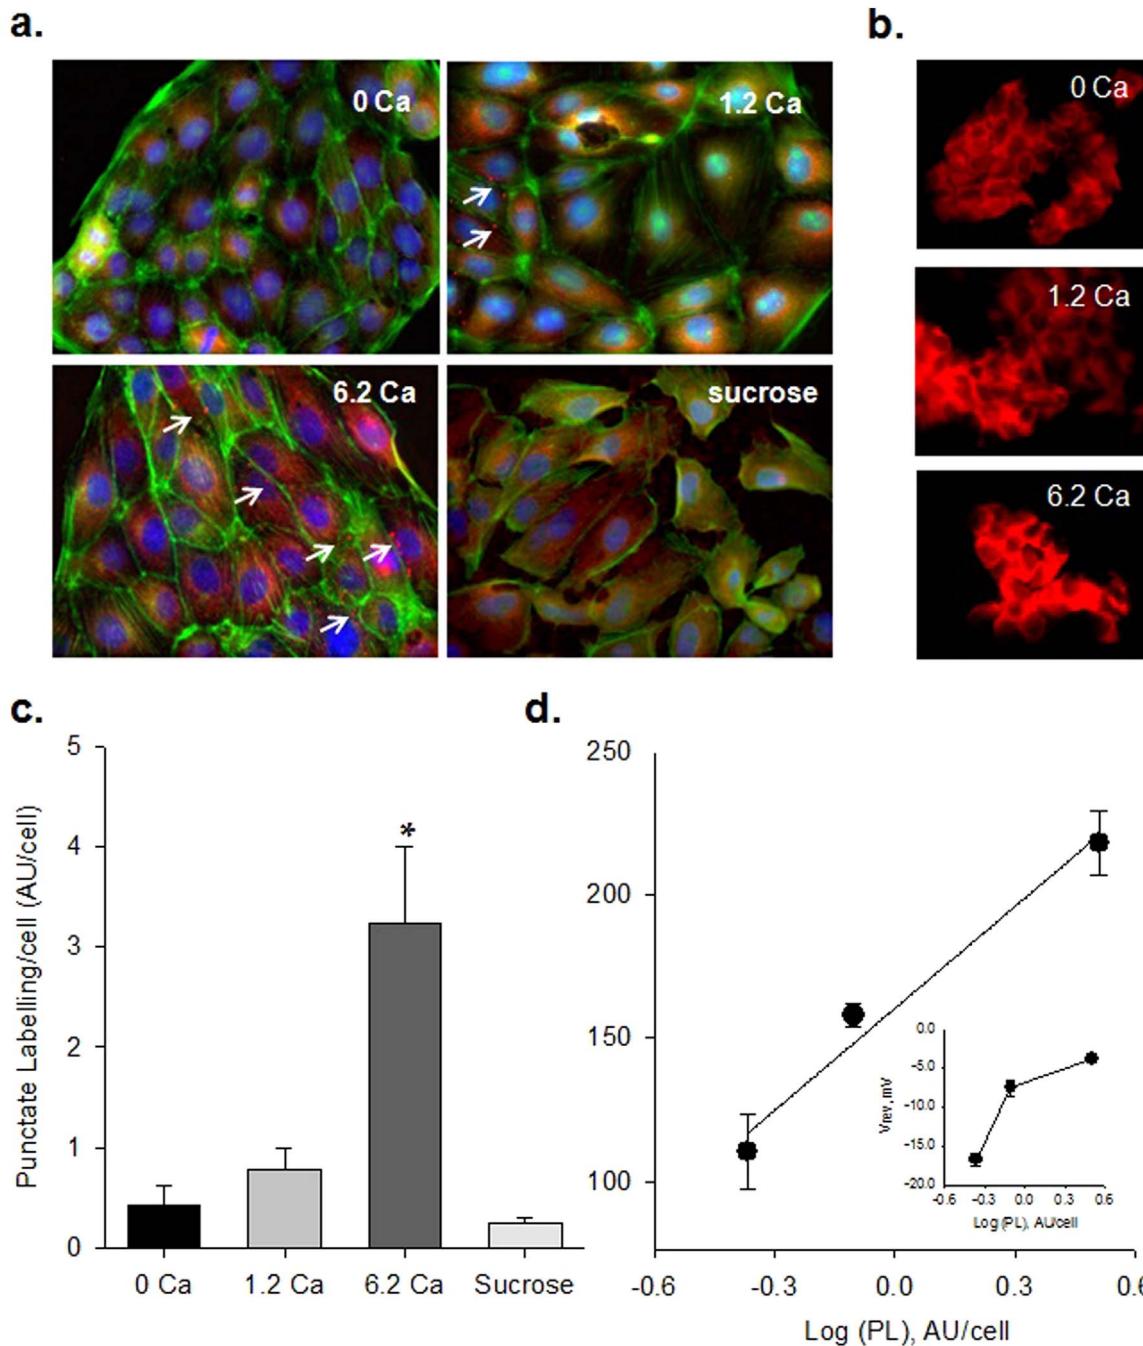 a.
0 Ca
1.2 Ca
6.2 Ca
sucrose
b.
0 Ca
1.2 Ca
6.2 Ca
c.
Punctate Labelling/cell (AU/cell)
5
4
3
2
1
0
*
0 Ca 1.2 Ca 6.2 Ca Sucrose
d.
250
200
150
100
-0.6 -0.3 0.0 0.3
Log (PL), AU/cell
Vrev, mV
0.0
-5.0
-10.0
-15.0
-20.0
-0.6 -0.3 0.0 0.3 0.6
Log (PL), AU/cell